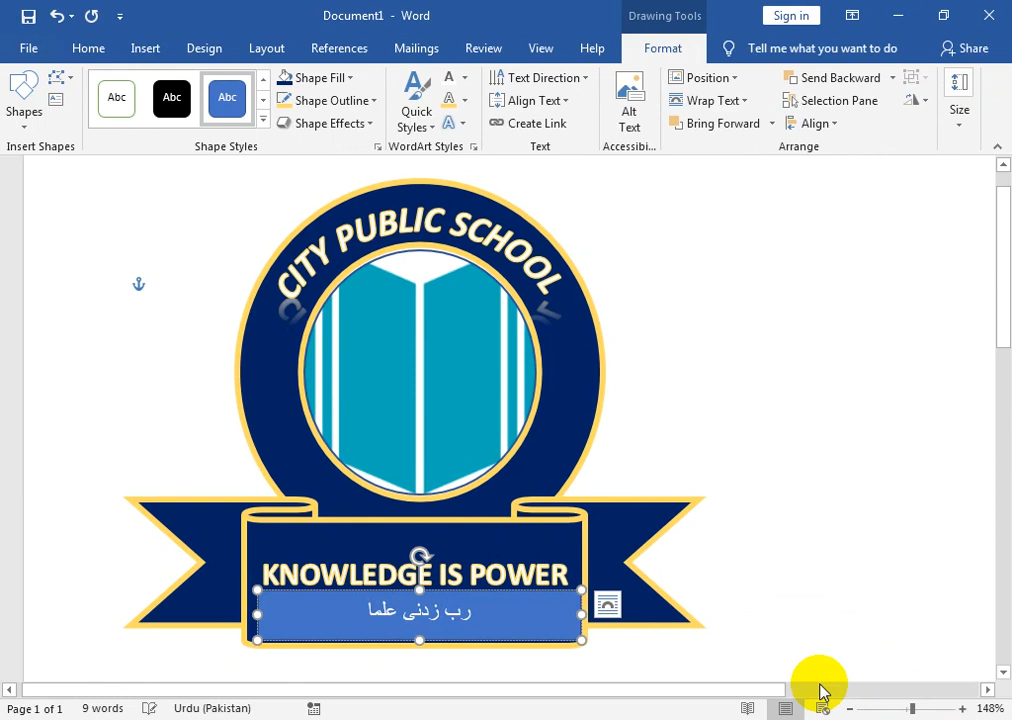 Document1 - Word
Drawing Tools
Sign in
File Home Insert Design Layout References Mailings Review View Help Format Tell me what you want to do Share
Shapes
Insert Shapes
Abc Abc Abc
Shape Fill
Shape Outline
Shape Effects
Shape Styles
Quick Styles
WordArt Styles
Text Direction
Align Text
Create Link
Text
Alt Text
Accessibil...
Position
Wrap Text
Bring Forward
Send Backward
Selection Pane
Align
Arrange
Size
CITY PUBLIC SCHOOL
KNOWLEDGE IS POWER
رب زدنی علما
Page 1 of 1 9 words Urdu (Pakistan) 148%